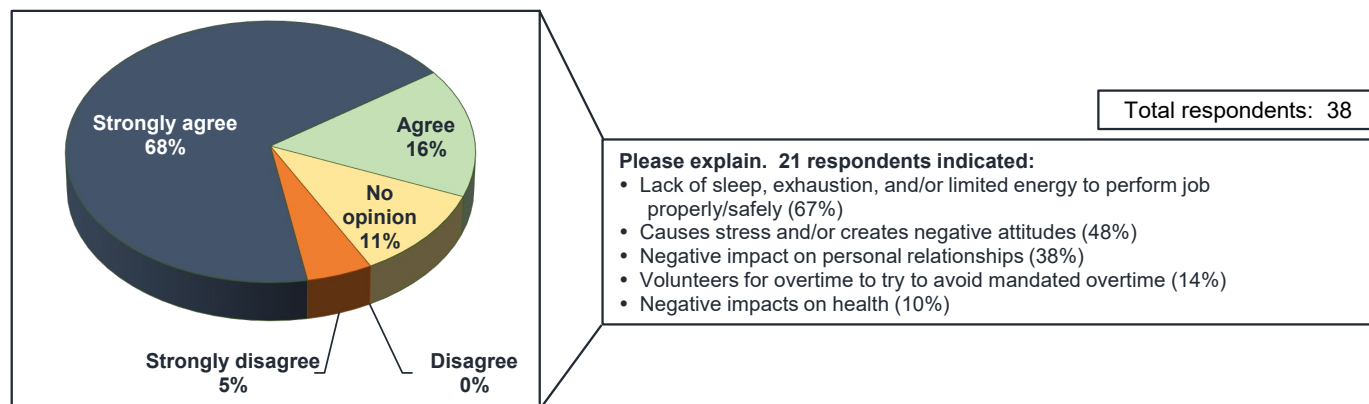 Strongly agree
68%
Agree
16%
No
opinion
11%
Strongly disagree
5%
Disagree
0%
Total respondents: 38
Please explain. 21 respondents indicated:
• Lack of sleep, exhaustion, and/or limited energy to perform job
properly/safely (67%)
• Causes stress and/or creates negative attitudes (48%)
• Negative impact on personal relationships (38%)
• Volunteers for overtime to try to avoid mandated overtime (14%)
• Negative impacts on health (10%)